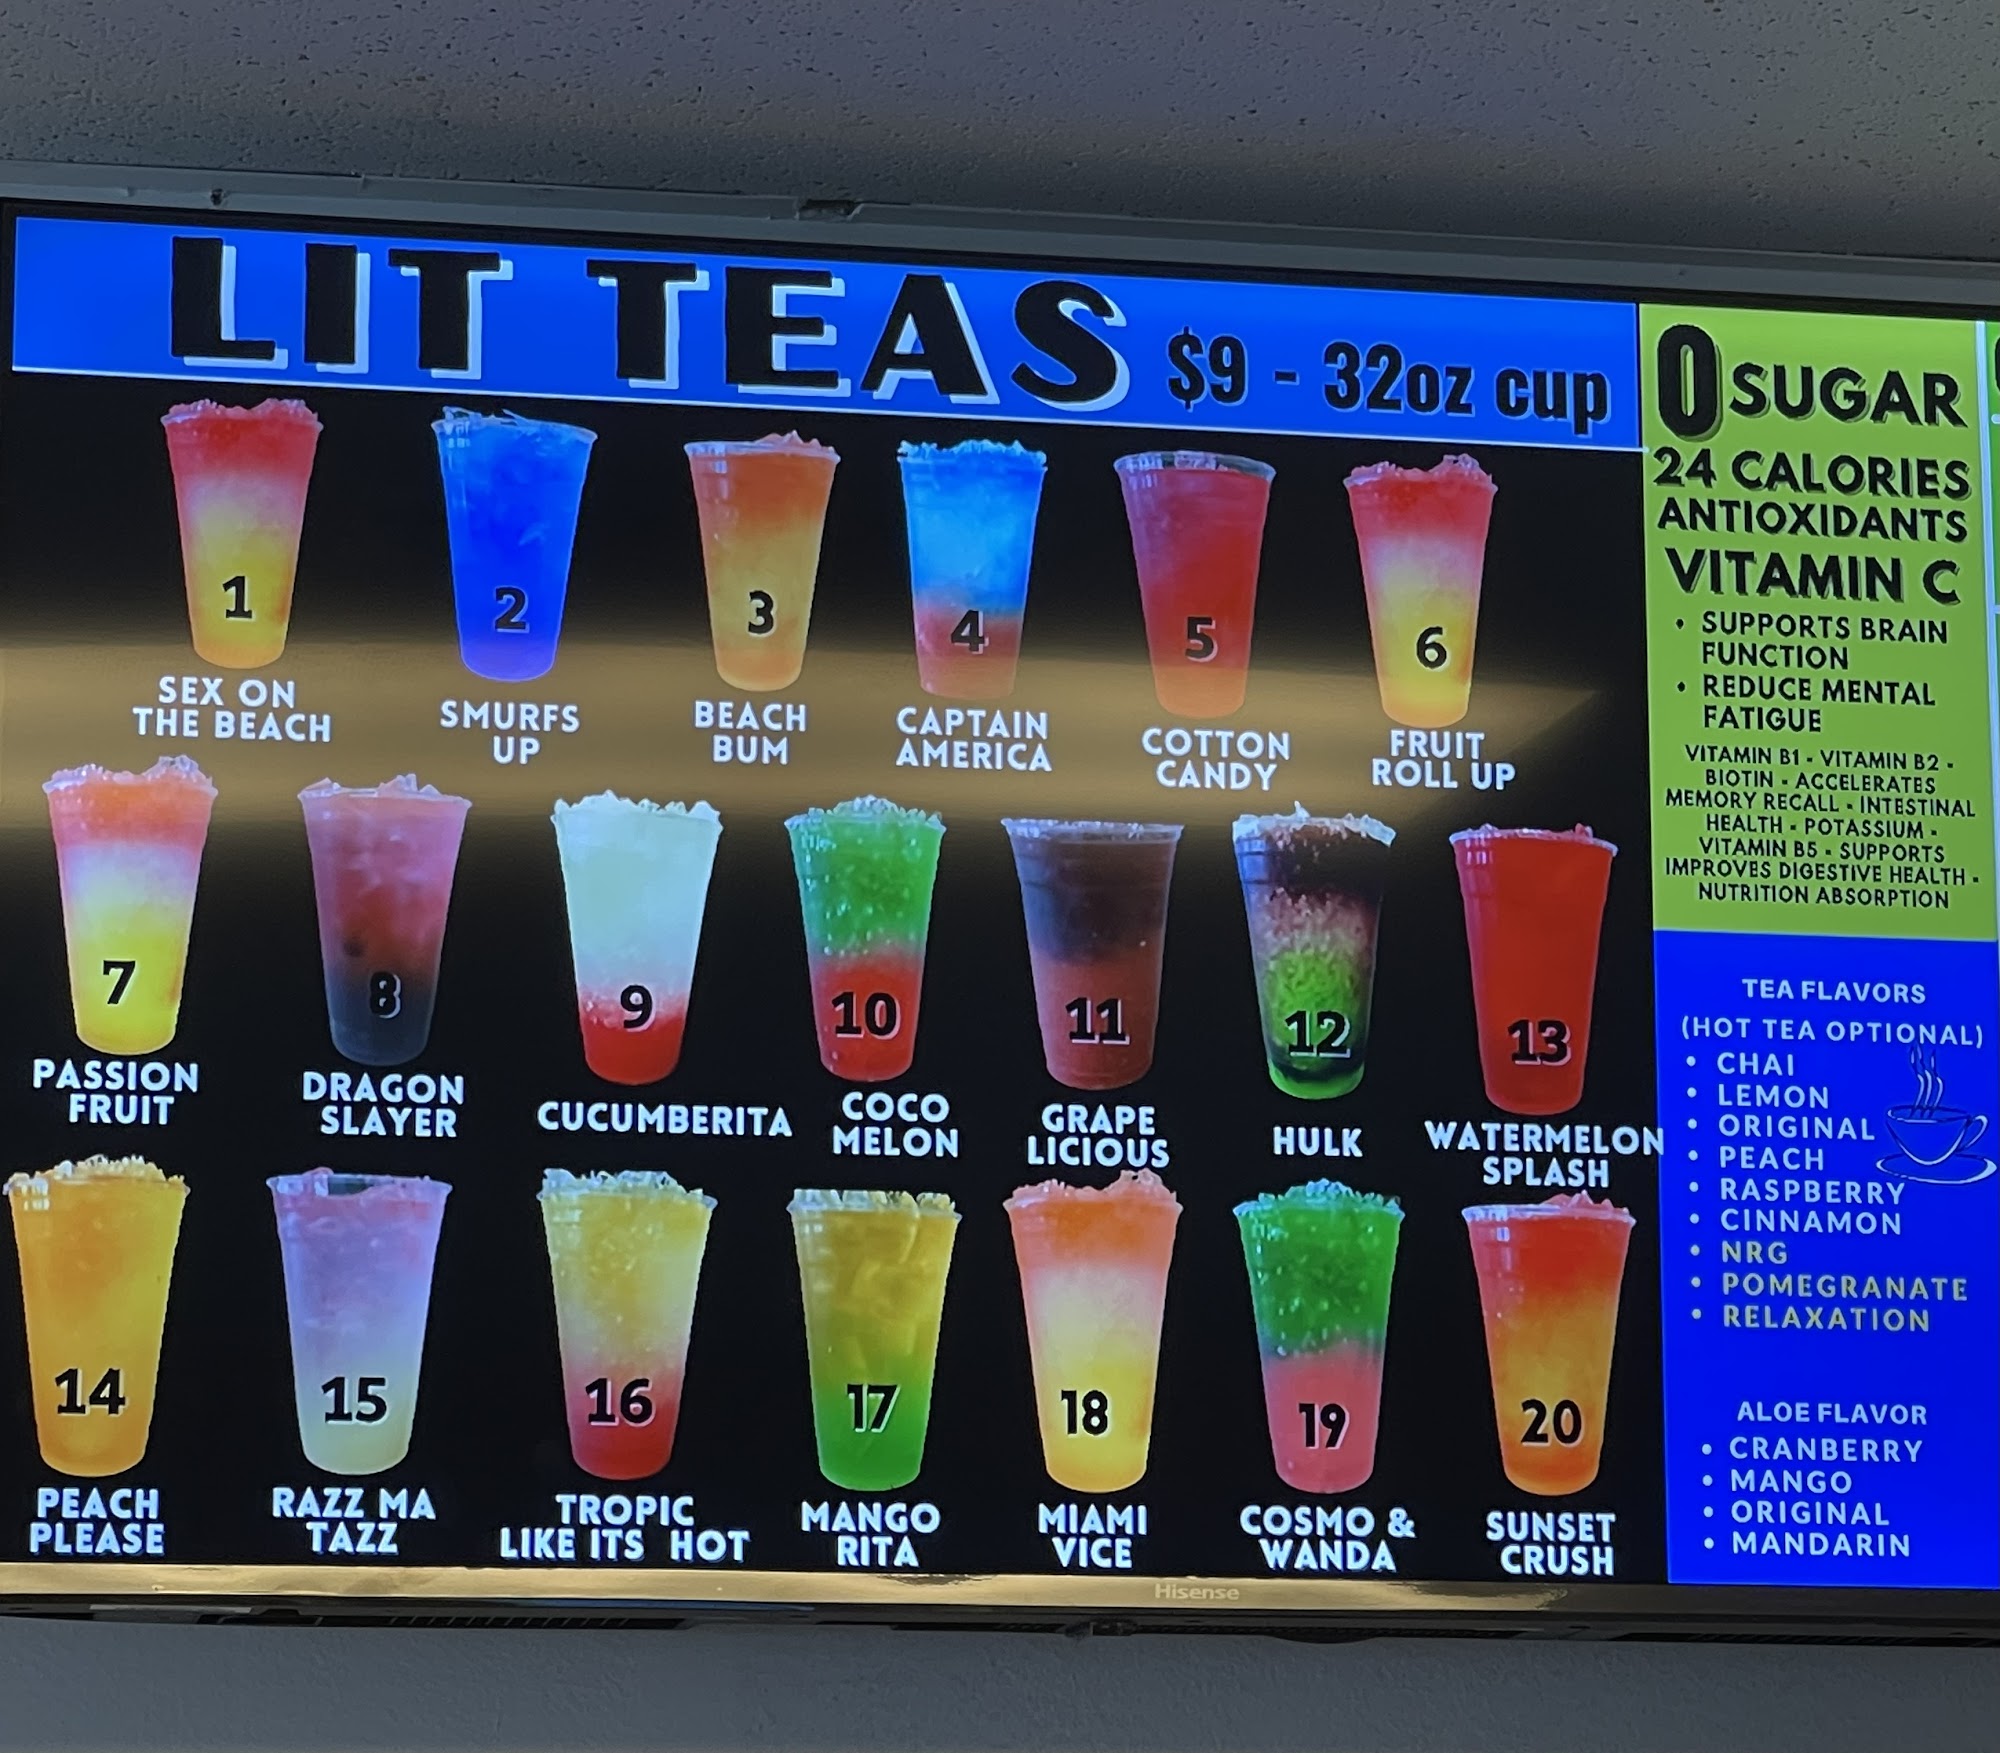 LIT TEAS $9 - 32oz cup
1
2
3
4
5
6
SEX ON
THE BEACH
SMURFS
UP
BEACH
BUM
CAPTAIN
AMERICA
COTTON
CANDY
FRUIT
ROLL UP
7
8
9
10
11
12
13
PASSION
FRUIT
DRAGON
SLAYER
CUCUMBERITA
COCO
MELON
GRAPE
LICIOUS
HULK
WATERMELON
SPLASH
14
15
16
17
18
19
20
PEACH
PLEASE
RAZZ MA
TAZZ
TROPIC
LIKE ITS HOT
MANGO
RITA
MIAMI
VICE
COSMO &
WANDA
SUNSET
CRUSH
0 SUGAR
24 CALORIES
ANTIOXIDANTS
VITAMIN C
• SUPPORTS BRAIN
FUNCTION
• REDUCE MENTAL
FATIGUE
VITAMIN B1 - VITAMIN B2 -
BIOTIN - ACCELERATES
MEMORY RECALL - INTESTINAL
HEALTH - POTASSIUM -
VITAMIN B5 - SUPPORTS
IMPROVES DIGESTIVE HEALTH -
NUTRITION ABSORPTION
TEA FLAVORS
(HOT TEA OPTIONAL)
• CHAI
• LEMON
• ORIGINAL
• PEACH
• RASPBERRY
• CINNAMON
• NRG
• POMEGRANATE
• RELAXATION
ALOE FLAVOR
• CRANBERRY
• MANGO
• ORIGINAL
• MANDARIN
Hisense